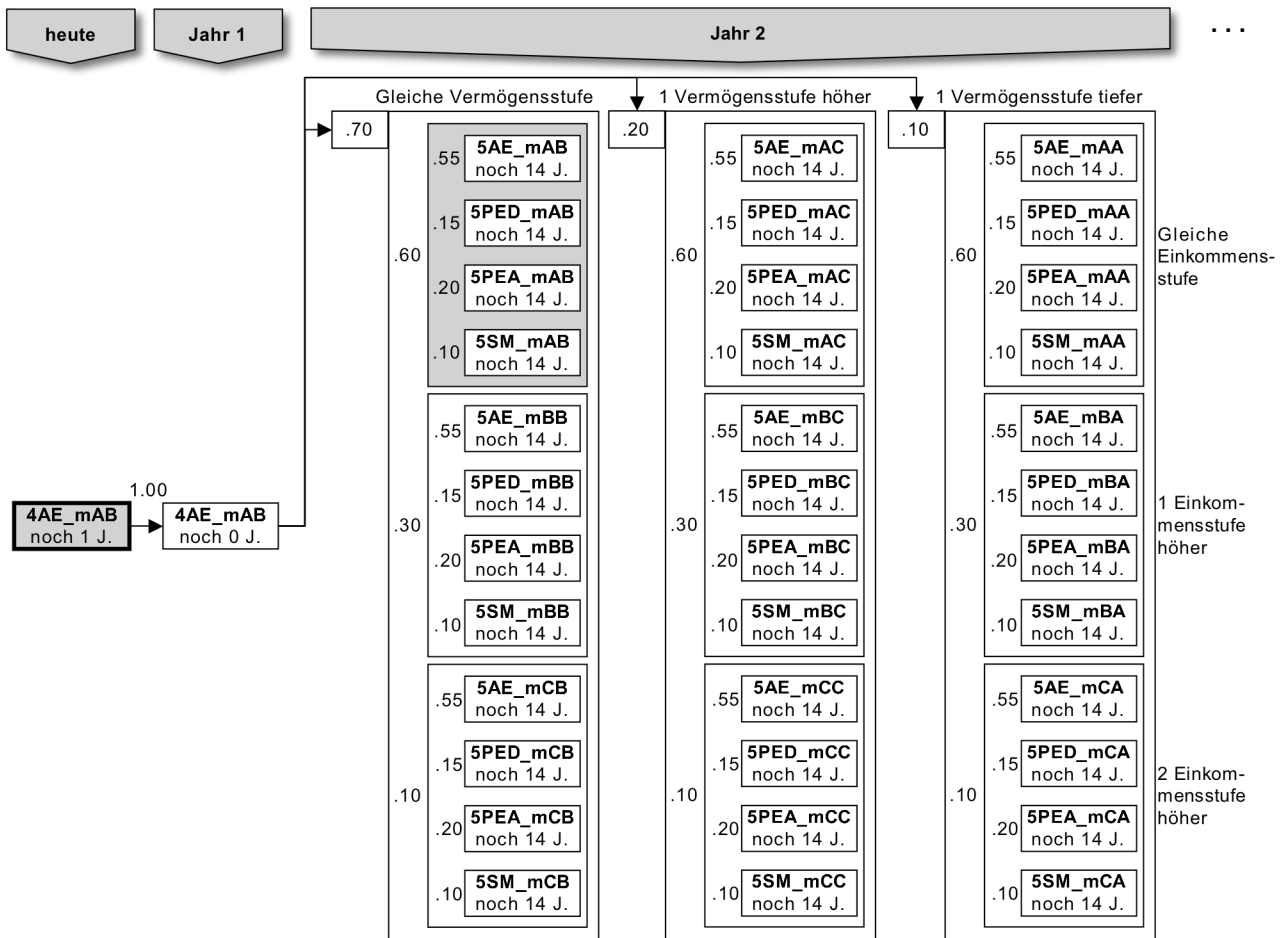 heute
Jahr 1
Jahr 2
...
Gleiche Vermögensstufe
1 Vermögensstufe höher
1 Vermögensstufe tiefer
.70
.20
.10
.60
.55
5AE_mAB
noch 14 J.
.15
5PED_mAB
noch 14 J.
.20
5PEA_mAB
noch 14 J.
.10
5SM_mAB
noch 14 J.
.60
.55
5AE_mAC
noch 14 J.
.15
5PED_mAC
noch 14 J.
.20
5PEA_mAC
noch 14 J.
.10
5SM_mAC
noch 14 J.
.60
.55
5AE_mAA
noch 14 J.
.15
5PED_mAA
noch 14 J.
.20
5PEA_mAA
noch 14 J.
.10
5SM_mAA
noch 14 J.
Gleiche
Einkommens-
stufe
1.00
4AE_mAB
noch 1 J.
4AE_mAB
noch 0 J.
.30
.55
5AE_mBB
noch 14 J.
.15
5PED_mBB
noch 14 J.
.20
5PEA_mBB
noch 14 J.
.10
5SM_mBB
noch 14 J.
.30
.55
5AE_mBC
noch 14 J.
.15
5PED_mBC
noch 14 J.
.20
5PEA_mBC
noch 14 J.
.10
5SM_mBC
noch 14 J.
.30
.55
5AE_mBA
noch 14 J.
.15
5PED_mBA
noch 14 J.
.20
5PEA_mBA
noch 14 J.
.10
5SM_mBA
noch 14 J.
1 Einkom-
mensstufe
höher
.10
.55
5AE_mCB
noch 14 J.
.15
5PED_mCB
noch 14 J.
.20
5PEA_mCB
noch 14 J.
.10
5SM_mCB
noch 14 J.
.10
.55
5AE_mCC
noch 14 J.
.15
5PED_mCC
noch 14 J.
.20
5PEA_mCC
noch 14 J.
.10
5SM_mCC
noch 14 J.
.10
.55
5AE_mCA
noch 14 J.
.15
5PED_mCA
noch 14 J.
.20
5PEA_mCA
noch 14 J.
.10
5SM_mCA
noch 14 J.
2 Einkom-
mensstufe
höher